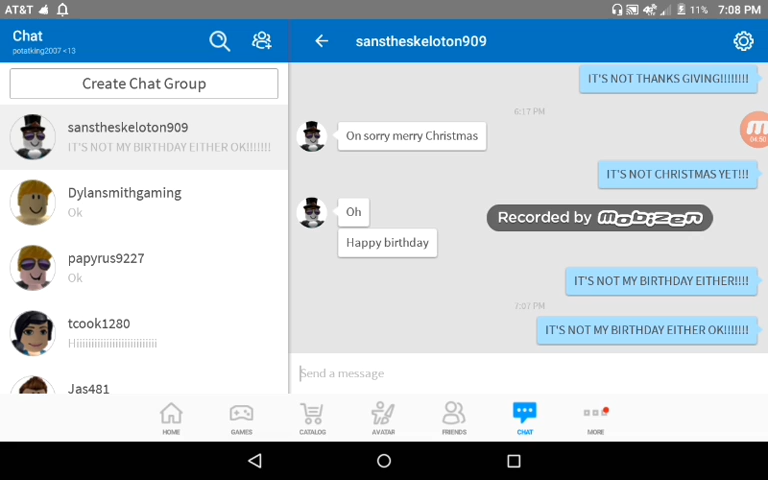 AT&T
11%
7:08 PM
Chat
potatking2007 <13
sanstheskeloton909
Create Chat Group
sanstheskeloton909
IT'S NOT MY BIRTHDAY EITHER OK!!!!!!!
Dylansmithgaming
Ok
papyrus9227
Ok
tcook1280
Hiiiiiiiiiiiiiiiiiiiiiiiiii
Jas481
IT'S NOT THANKS GIVING!!!!!!!!
6:17 PM
On sorry merry Christmas
IT'S NOT CHRISTMAS YET!!!
Oh
Recorded by mobizen
Happy birthday
IT'S NOT MY BIRTHDAY EITHER!!!!
7:07 PM
IT'S NOT MY BIRTHDAY EITHER OK!!!!!!!
Send a message
HOME
GAMES
CATALOG
AVATAR
FRIENDS
CHAT
MORE